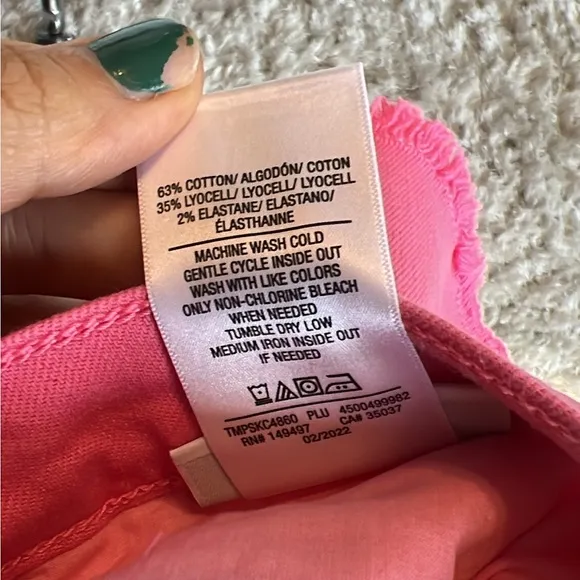 63% COTTON/ ALGODÓN/ COTON
35% LYOCELL/ LYOCELL/ LYOCELL
2% ELASTANE/ ELASTANO/
ÉLASTHANNE
MACHINE WASH COLD
GENTLE CYCLE INSIDE OUT
WASH WITH LIKE COLORS
ONLY NON-CHLORINE BLEACH
WHEN NEEDED
TUMBLE DRY LOW
MEDIUM IRON INSIDE OUT
IF NEEDED
TMPSKC4860 PLU 4500499982
RN# 149497 CA# 35037
02/2022